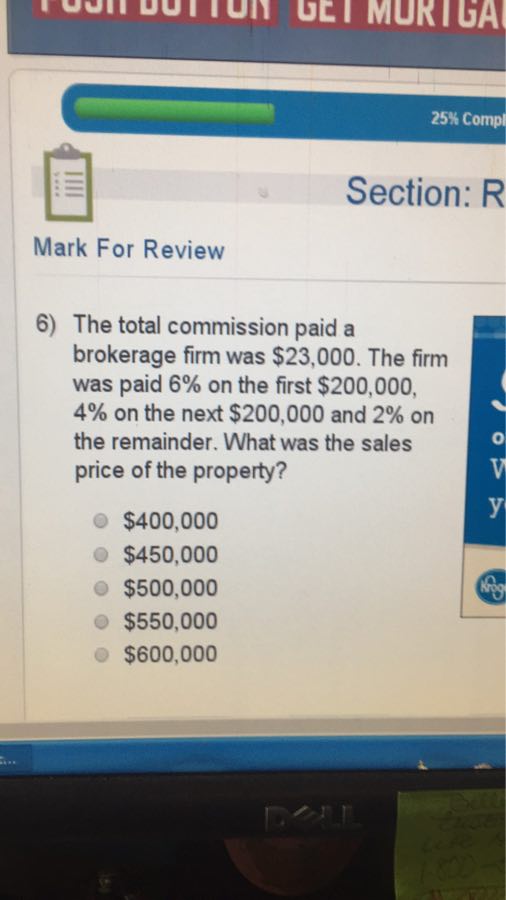 PUSH BUTTON GET MORTGA
25% Compl
Section: R
Mark For Review
6) The total commission paid a
brokerage firm was $23,000. The firm
was paid 6% on the first $200,000,
4% on the next $200,000 and 2% on
the remainder. What was the sales
price of the property?
$400,000
$450,000
$500,000
$550,000
$600,000
o
W
y
Krog
DELL